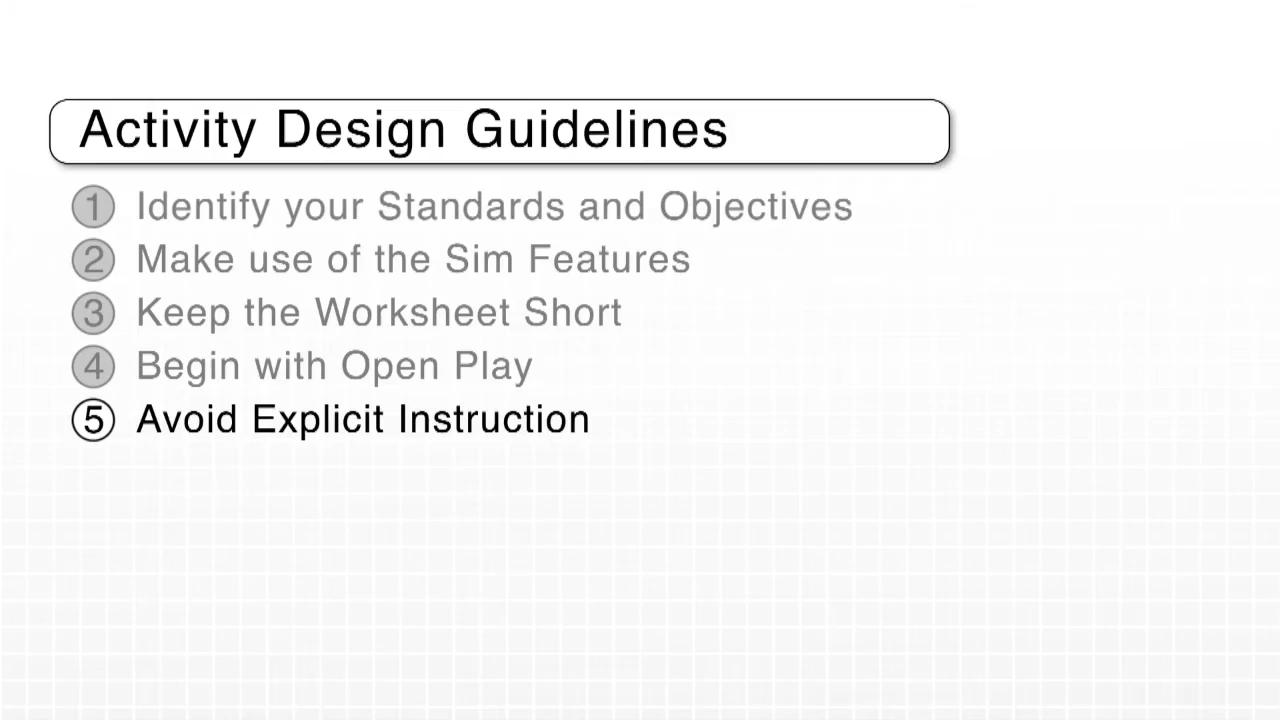 Activity Design Guidelines
1 Identify your Standards and Objectives
2 Make use of the Sim Features
3 Keep the Worksheet Short
4 Begin with Open Play
5 Avoid Explicit Instruction